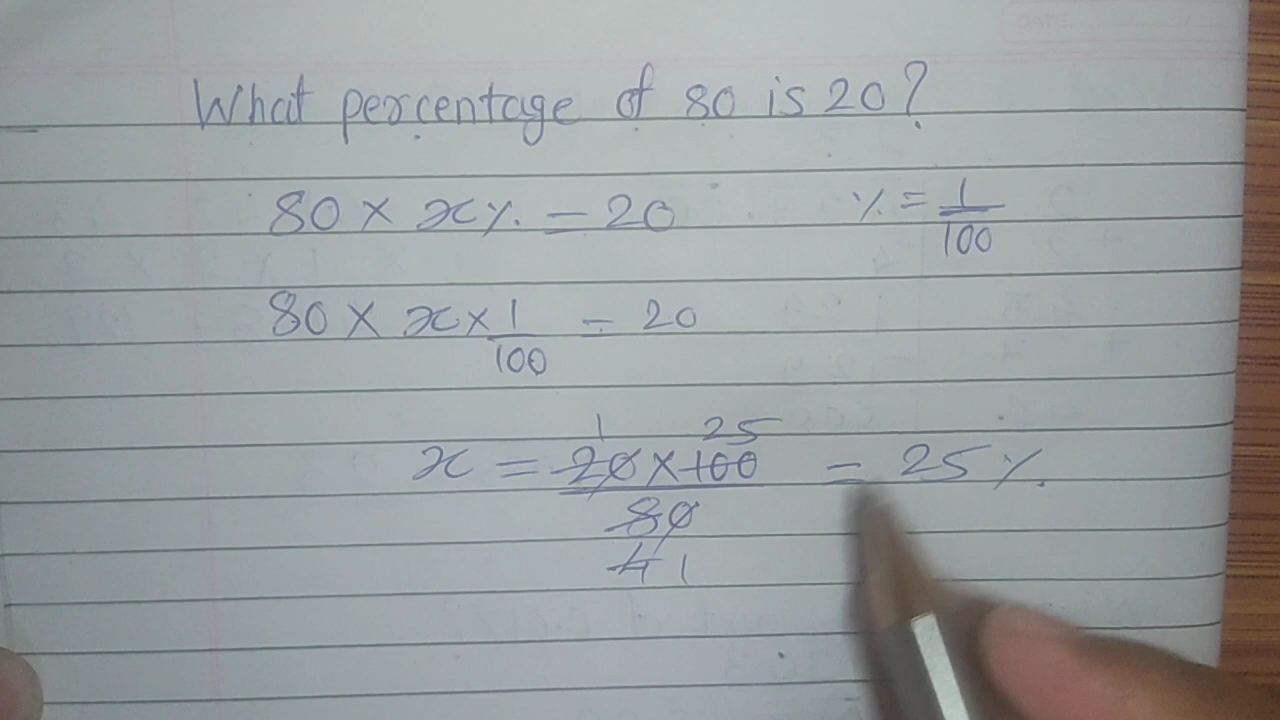 DATE
What percentage of 80 is 20?
80 × x% = 20
% = 1/100
80 × x × 1/100 = 20
1 25
x = 20×100/80 = 25%
4 1